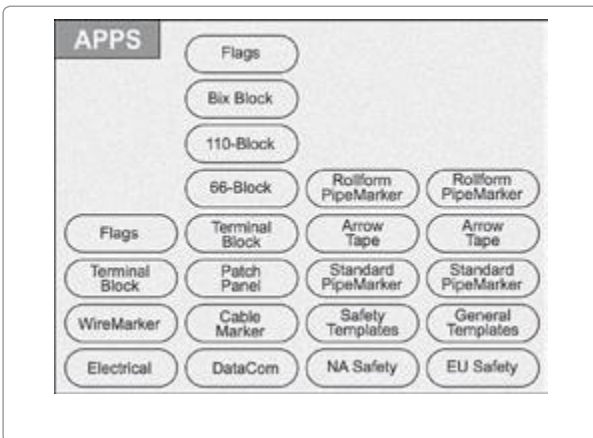 APPS
Flags
Bix Block
110-Block
66-Block
Rollform
PipeMarker
Rollform
PipeMarker
Flags
Terminal
Block
Arrow
Tape
Arrow
Tape
Terminal
Block
Patch
Panel
Standard
PipeMarker
Standard
PipeMarker
WireMarker
Cable
Marker
Safety
Templates
General
Templates
Electrical
DataCom
NA Safety
EU Safety